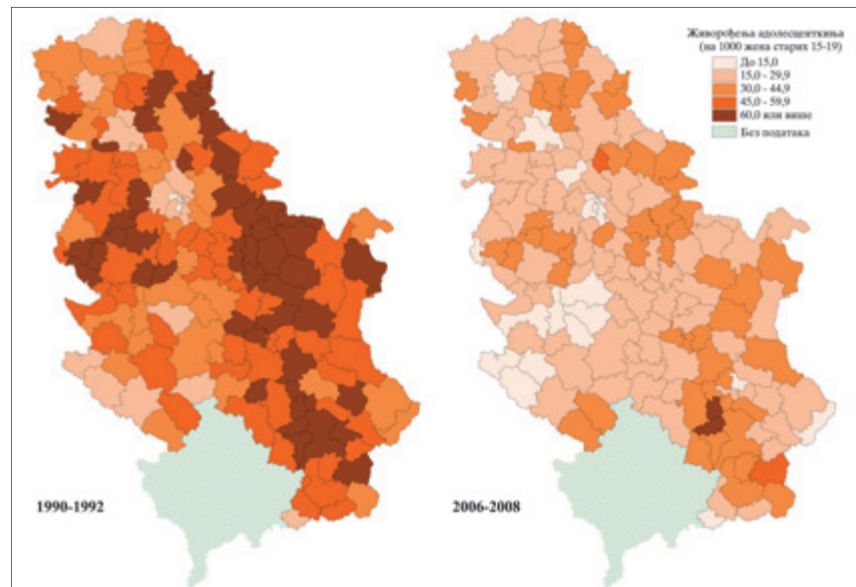 Живорођења адолесценткиња
(на 1000 жена старих 15-19)
До 15,0
15,0 - 29,9
30,0 - 44,9
45,0 - 59,9
60,0 или више
Без података
1990-1992
2006-2008